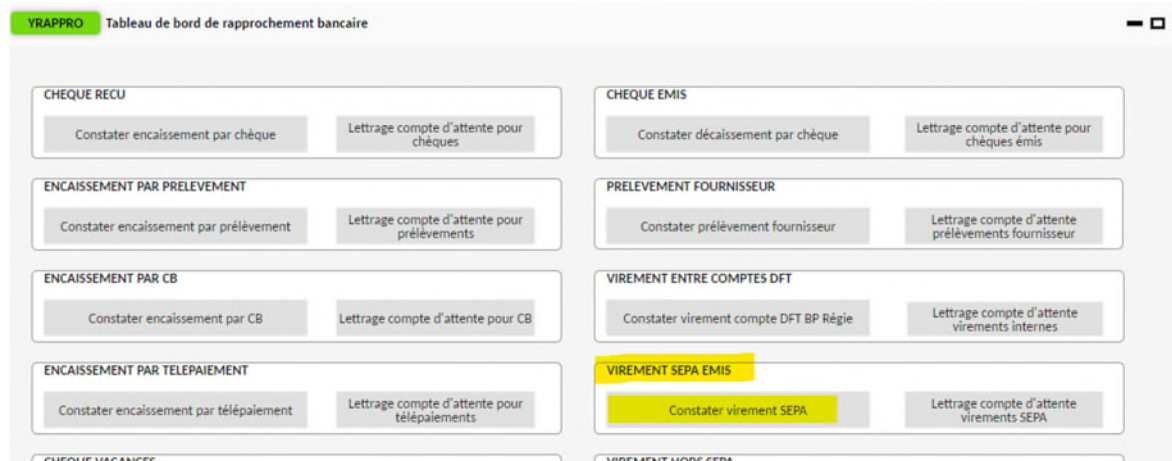 YRAPPRO Tableau de bord de rapprochement bancaire
CHEQUE RECU
Constater encaissement par chèque
Lettrage compte d'attente pour
chèques
CHEQUE EMIS
Constater décaissement par chèque
Lettrage compte d'attente pour
chèques émis
ENCAISSEMENT PAR PRELEVEMENT
Constater encaissement par prélèvement
Lettrage compte d'attente pour
prélèvements
PRELEVEMENT FOURNISSEUR
Constater prélèvement fournisseur
Lettrage compte d'attente
prélèvements fournisseur
ENCAISSEMENT PAR CB
Constater encaissement par CB
Lettrage compte d'attente pour CB
VIREMENT ENTRE COMPTES DFT
Constater virement compte DFT BP Régie
Lettrage compte d'attente
virements internes
ENCAISSEMENT PAR TELEPAIEMENT
Constater encaissement par télépaiement
Lettrage compte d'attente pour
télépaiements
VIREMENT SEPA EMIS
Constater virement SEPA
Lettrage compte d'attente
virements SEPA
CHEQUE VACANCES
VIREMENT HORS SEPA